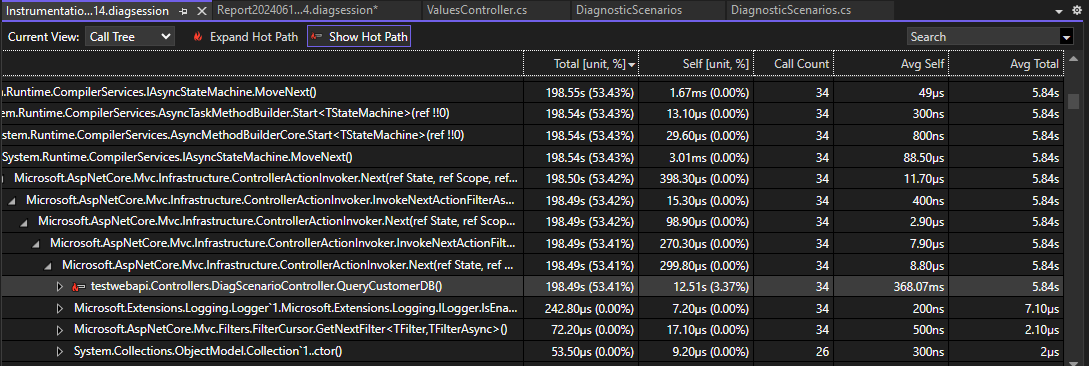 Instrumentatio...14.diagsession Report2024061...4.diagsession* ValuesController.cs DiagnosticScenarios DiagnosticScenarios.cs
Current View: Call Tree Expand Hot Path Show Hot Path Search
Total [unit, %] Self [unit, %] Call Count Avg Self Avg Total
m.Runtime.CompilerServices.IAsyncStateMachine.MoveNext() 198.55s (53.43%) 1.67ms (0.00%) 34 49µs 5.84s
em.Runtime.CompilerServices.AsyncTaskMethodBuilder.Start<TStateMachine>(ref !!0) 198.54s (53.43%) 13.10µs (0.00%) 34 300ns 5.84s
ystem.Runtime.CompilerServices.AsyncMethodBuilderCore.Start<TStateMachine>(ref !!0) 198.54s (53.43%) 29.60µs (0.00%) 34 800ns 5.84s
System.Runtime.CompilerServices.IAsyncStateMachine.MoveNext() 198.54s (53.43%) 3.01ms (0.00%) 34 88.50µs 5.84s
Microsoft.AspNetCore.Mvc.Infrastructure.ControllerActionInvoker.Next(ref State, ref Scope, ref... 198.50s (53.42%) 398.30µs (0.00%) 34 11.70µs 5.84s
Microsoft.AspNetCore.Mvc.Infrastructure.ControllerActionInvoker.InvokeNextActionFilterAs... 198.49s (53.42%) 15.30µs (0.00%) 34 400ns 5.84s
Microsoft.AspNetCore.Mvc.Infrastructure.ControllerActionInvoker.Next(ref State, ref Scop... 198.49s (53.42%) 98.90µs (0.00%) 34 2.90µs 5.84s
Microsoft.AspNetCore.Mvc.Infrastructure.ControllerActionInvoker.InvokeNextActionFilt... 198.49s (53.41%) 270.30µs (0.00%) 34 7.90µs 5.84s
Microsoft.AspNetCore.Mvc.Infrastructure.ControllerActionInvoker.Next(ref State, ref ... 198.49s (53.41%) 299.80µs (0.00%) 34 8.80µs 5.84s
testwebapi.Controllers.DiagScenarioController.QueryCustomerDB() 198.49s (53.41%) 12.51s (3.37%) 34 368.07ms 5.84s
Microsoft.Extensions.Logging.Logger`1.Microsoft.Extensions.Logging.ILogger.IsEna... 242.80µs (0.00%) 7.20µs (0.00%) 34 200ns 7.10µs
Microsoft.AspNetCore.Mvc.Filters.FilterCursor.GetNextFilter<TFilter,TFilterAsync>() 72.20µs (0.00%) 17.10µs (0.00%) 34 500ns 2.10µs
System.Collections.ObjectModel.Collection`1..ctor() 53.50µs (0.00%) 9.20µs (0.00%) 26 300ns 2µs